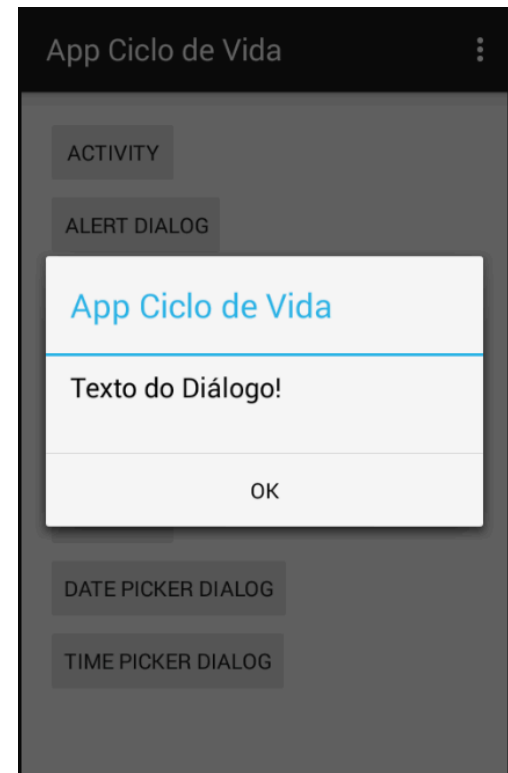 App Ciclo de Vida
ACTIVITY
ALERT DIALOG
App Ciclo de Vida
Texto do Diálogo!
OK
DATE PICKER DIALOG
TIME PICKER DIALOG